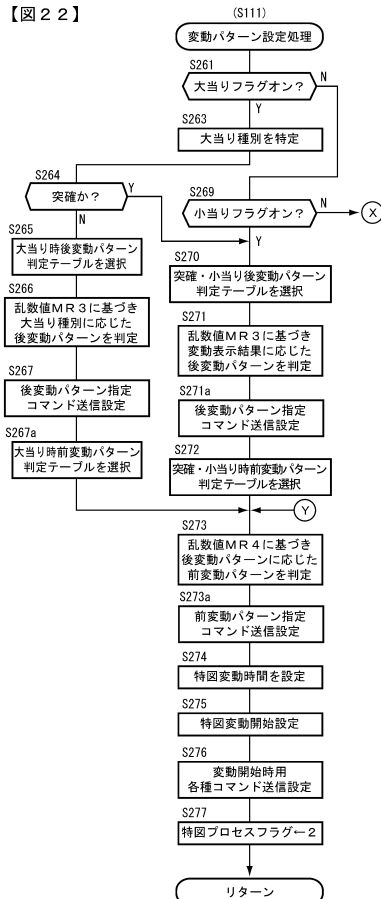 【図２２】
(S111)
変動パターン設定処理
S261
大当りフラグオン？
N
Y
S263
大当り種別を特定
S264
突確か？
Y
N
S269
小当りフラグオン？
N
X
Y
S265
大当り時後変動パターン
判定テーブルを選択
S266
乱数値ＭＲ３に基づき
大当り種別に応じた
後変動パターンを判定
S267
後変動パターン指定
コマンド送信設定
S267a
大当り時前変動パターン
判定テーブルを選択
S270
突確・小当り後変動パターン
判定テーブルを選択
S271
乱数値ＭＲ３に基づき
変動表示結果に応じた
後変動パターンを判定
S271a
後変動パターン指定
コマンド送信設定
S272
突確・小当り時前変動パターン
判定テーブルを選択
Y
S273
乱数値ＭＲ４に基づき
後変動パターンに応じた
前変動パターンを判定
S273a
前変動パターン指定
コマンド送信設定
S274
特図変動時間を設定
S275
特図変動開始設定
S276
変動開始時用
各種コマンド送信設定
S277
特図プロセスフラグ←２
リターン